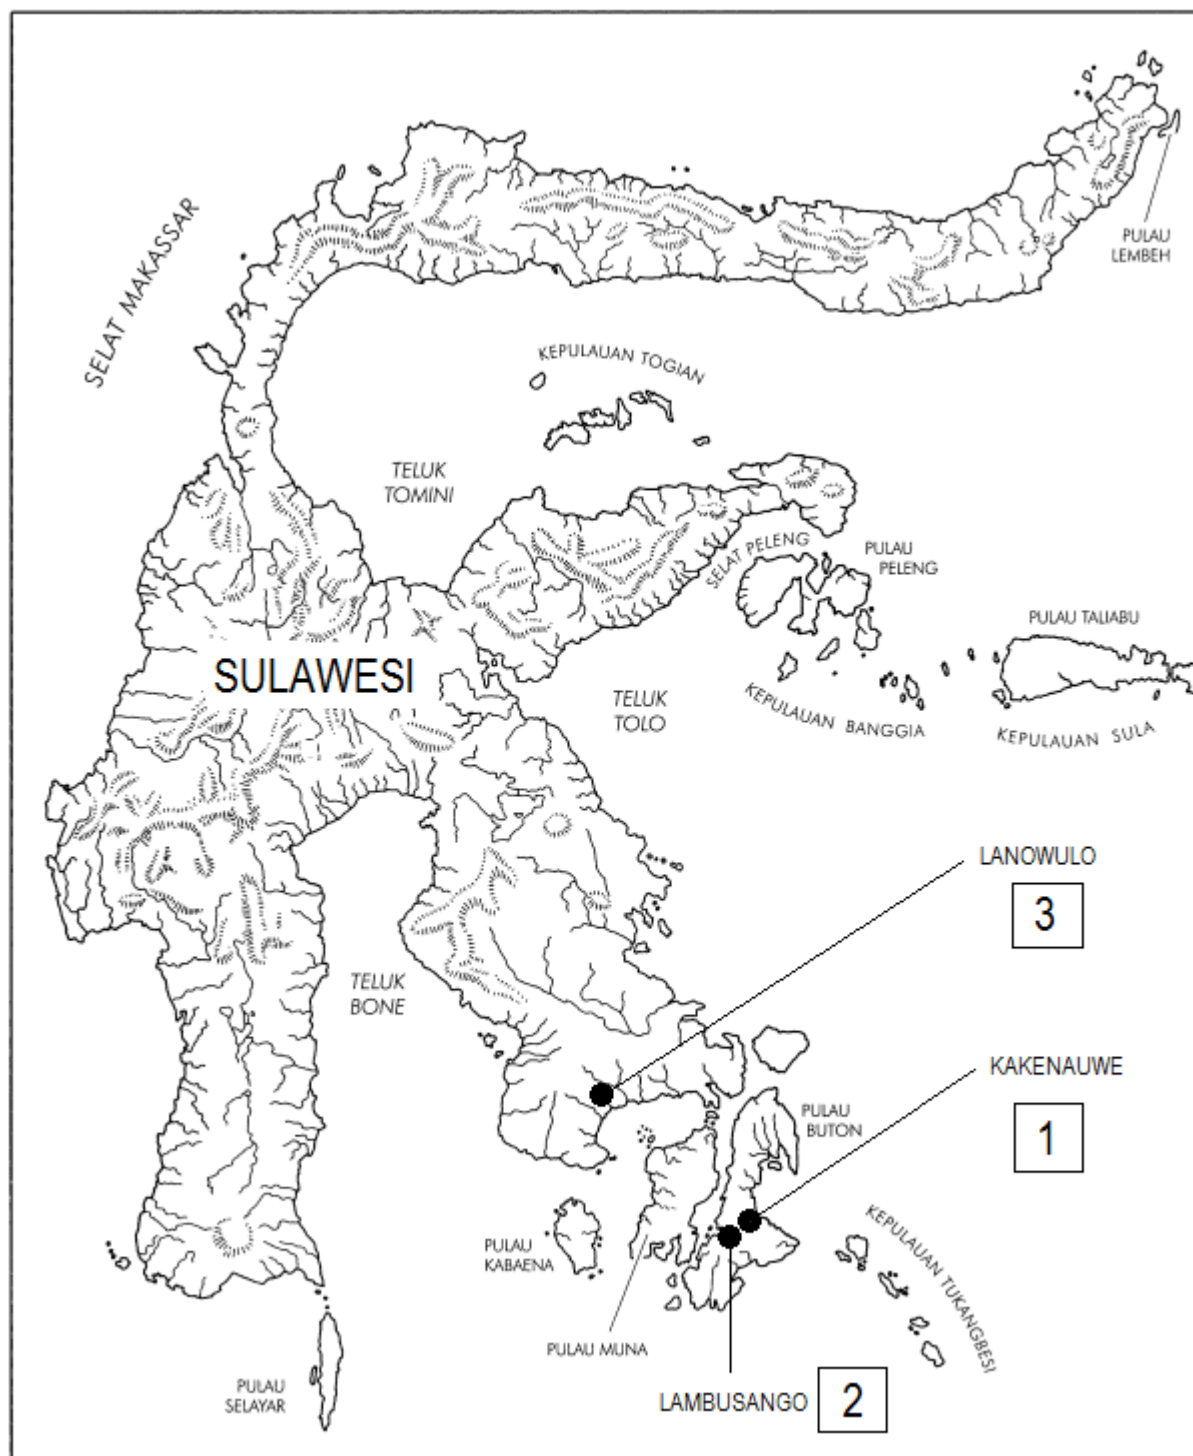 SELAT MAKASSAR
PULAU
LEMBEH
KEPULAUAN TOGIAN
TELUK
TOMINI
SELAT PELENG
PULAU
PELENG
SULAWESI
PULAU TALIABU
TELUK
TOLO
KEPULAUAN BANGGIA
KEPULAUAN SULA
LANOWULO
3
TELUK
BONE
KAKENAUWE
1
PULAU
BUTON
PULAU
KABAENA
KEPULAUAN TUKANGBESI
PULAU MUNA
PULAU
SELAYAR
LAMBUSANGO
2